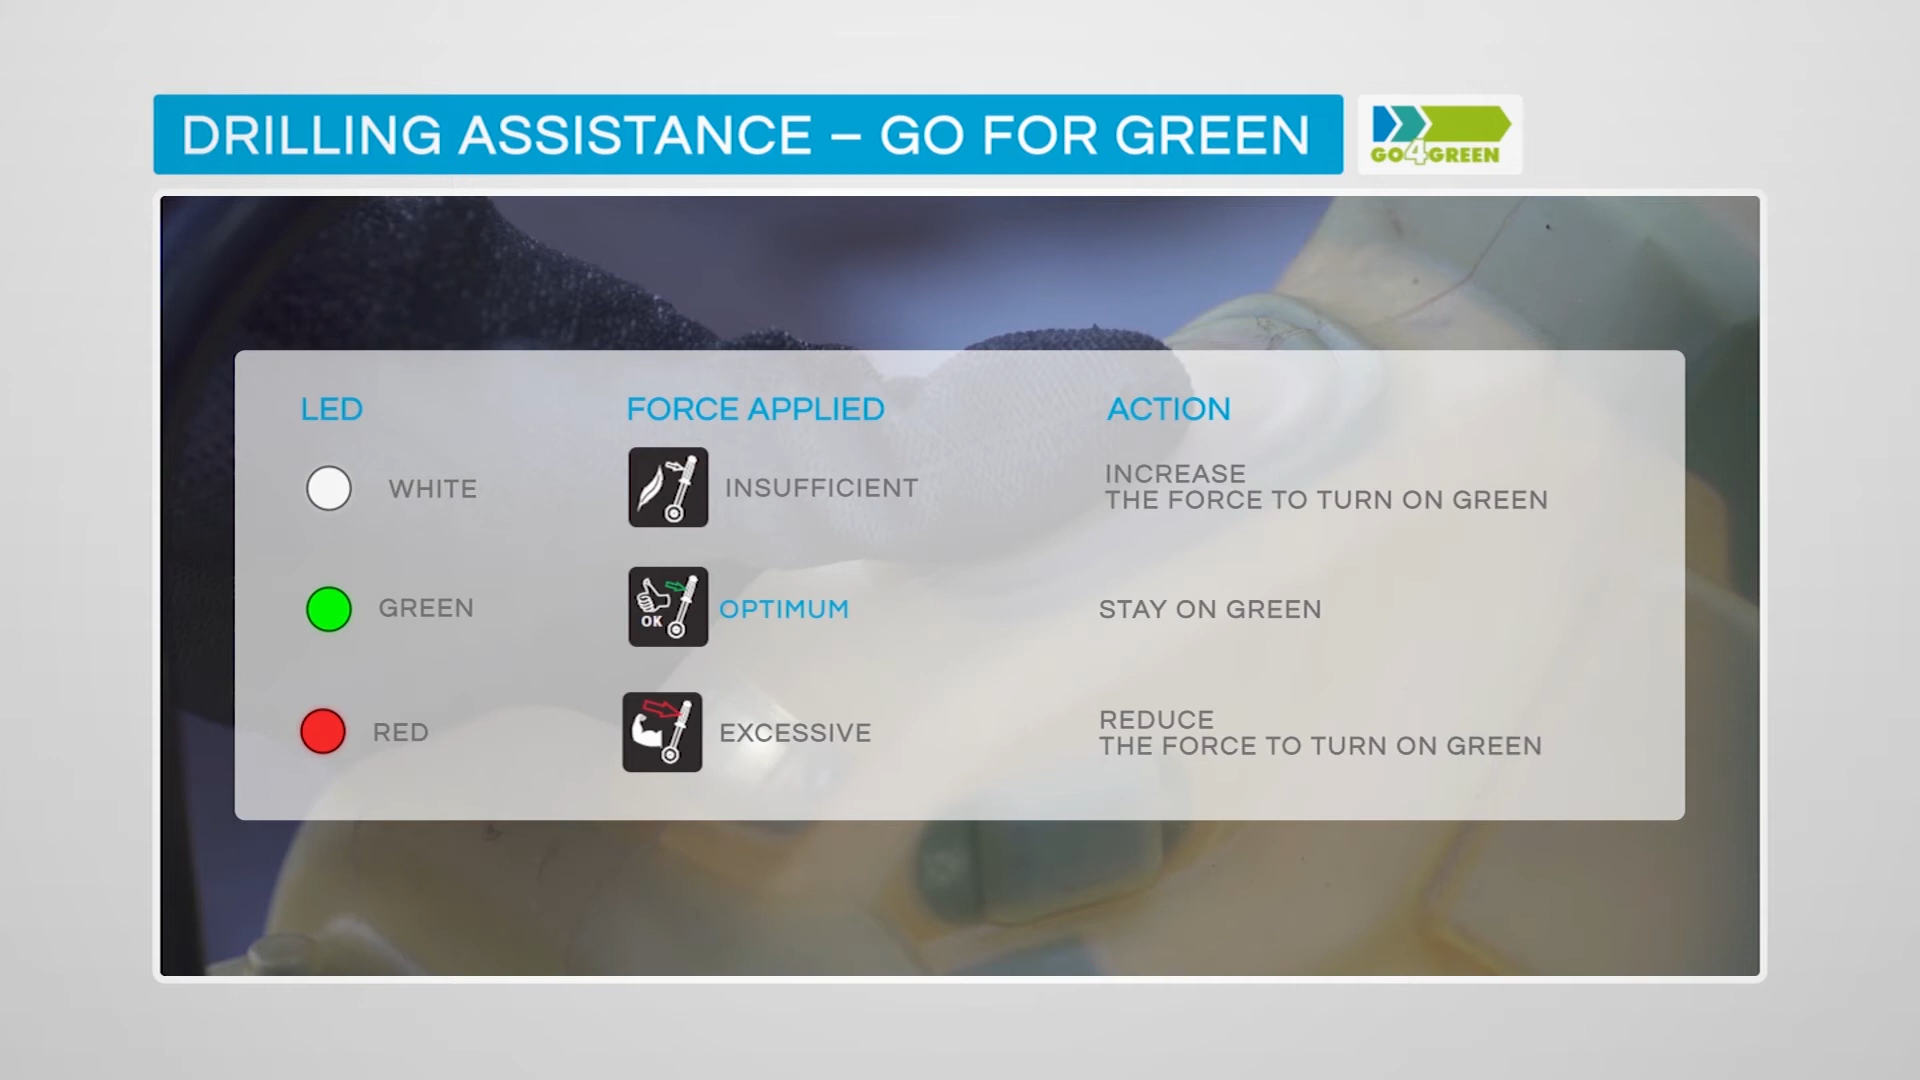 DRILLING ASSISTANCE – GO FOR GREEN
GO4GREEN
LED FORCE APPLIED ACTION
WHITE INSUFFICIENT INCREASE
THE FORCE TO TURN ON GREEN
GREEN OK OPTIMUM STAY ON GREEN
RED EXCESSIVE REDUCE
THE FORCE TO TURN ON GREEN